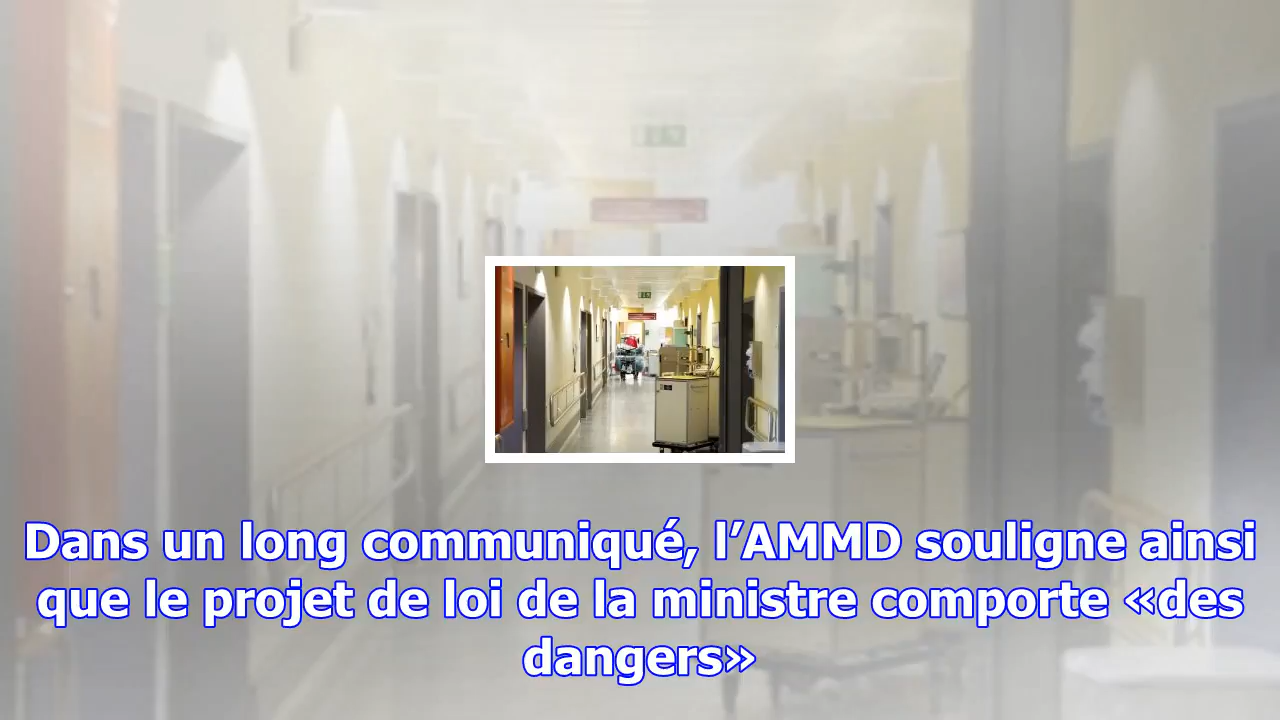 Dans un long communiqué, l’AMMD souligne ainsi
que le projet de loi de la ministre comporte «des
dangers»